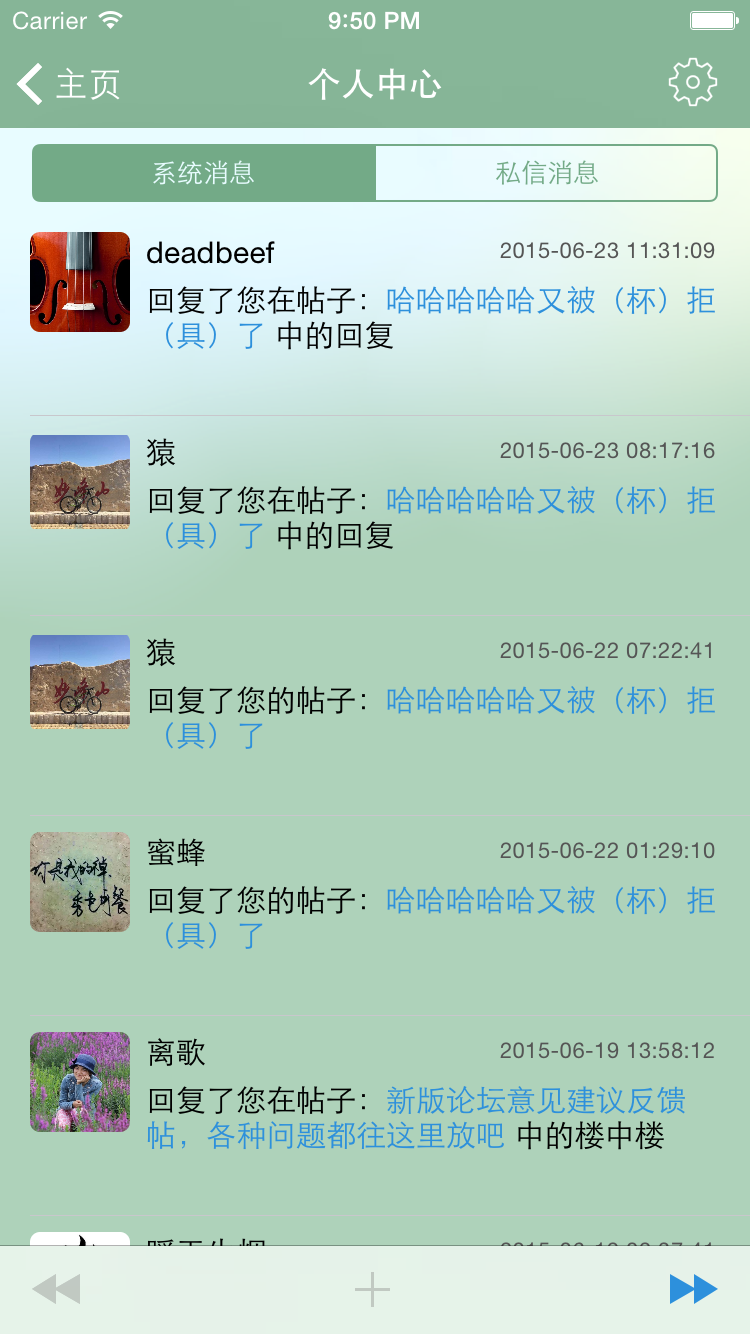 Carrier 9:50 PM
主页 个人中心
系统消息 私信消息
deadbeef 2015-06-23 11:31:09
回复了您在帖子：哈哈哈哈哈又被（杯）拒
（具）了 中的回复
猿 2015-06-23 08:17:16
回复了您在帖子：哈哈哈哈哈又被（杯）拒
（具）了 中的回复
猿 2015-06-22 07:22:41
回复了您的帖子：哈哈哈哈哈又被（杯）拒
（具）了
蜜蜂 2015-06-22 01:29:10
回复了您的帖子：哈哈哈哈哈又被（杯）拒
（具）了
离歌 2015-06-19 13:58:12
回复了您在帖子：新版论坛意见建议反馈
帖，各种问题都往这里放吧 中的楼中楼